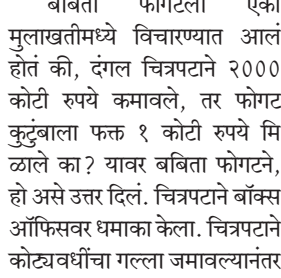 बबिता फोगटला एका
मुलाखतीमध्ये विचारण्यात आलं
होतं की, दंगल चित्रपटाने २०००
कोटी रुपये कमावले, तर फोगट
कुटुंबाला फक्त १ कोटी रुपये मि
ळाले का? यावर बबिता फोगटने,
हो असे उत्तर दिलं. चित्रपटाने बॉक्स
ऑफिसवर धमाका केला. चित्रपटाने
कोट्यवधींचा गल्ला जमावल्यानंतर